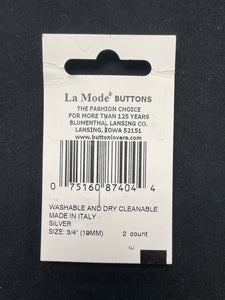 La Mode® BUTTONS
THE FASHION CHOICE
FOR MORE THAN 125 YEARS
BLUMENTHAL LANSING CO.
LANSING, IOWA 52151
www.buttonlovers.com
0 75160 87404 4
WASHABLE AND DRY CLEANABLE
MADE IN ITALY
SILVER
SIZE: 3/4" (19MM) 2 count